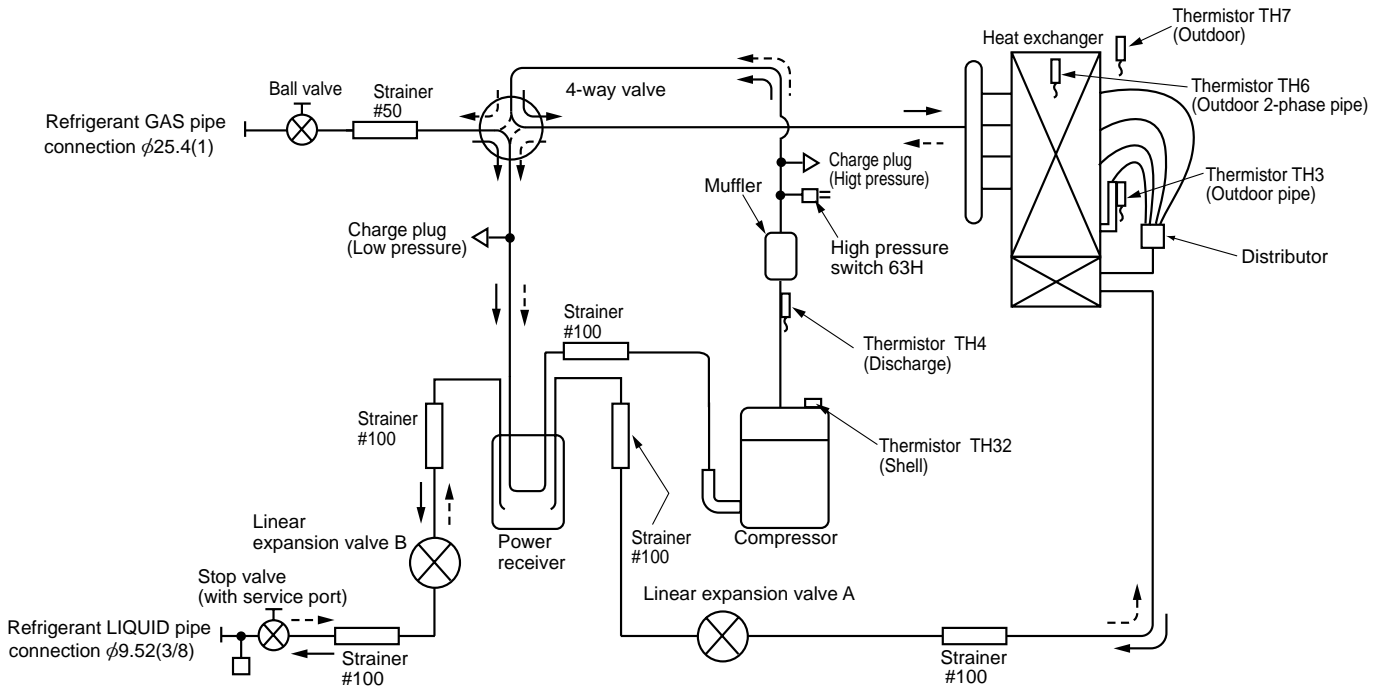 Thermistor TH7
(Outdoor)
Heat exchanger
Ball valve
Strainer
#50
4-way valve
Thermistor TH6
(Outdoor 2-phase pipe)
Refrigerant GAS pipe
connection ϕ25.4(1)
Charge plug
(Higt pressure)
Muffler
Thermistor TH3
(Outdoor pipe)
Charge plug
(Low pressure)
High pressure
switch 63H
Distributor
Strainer
#100
Thermistor TH4
(Discharge)
Strainer
#100
Thermistor TH32
(Shell)
Linear
expansion valve B
Power
receiver
Strainer
#100
Compressor
Stop valve
(with service port)
Linear expansion valve A
Refrigerant LIQUID pipe
connection ϕ9.52(3/8)
Strainer
#100
Strainer
#100